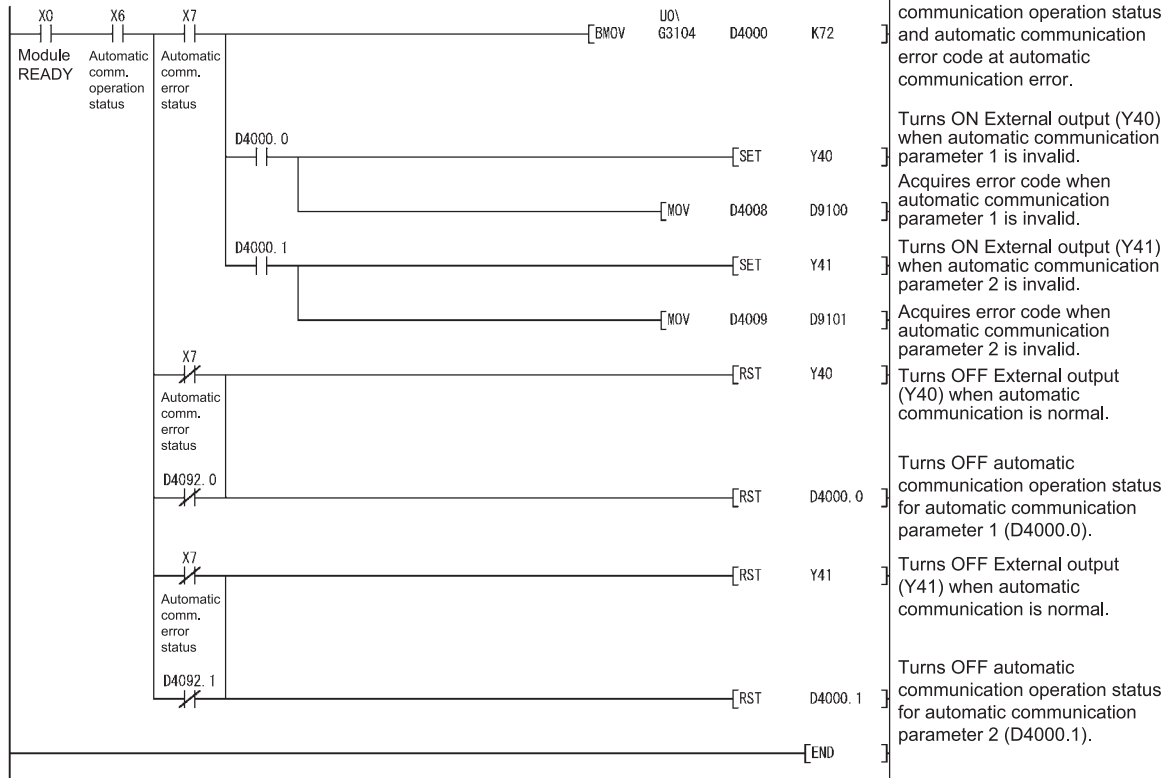 X0 X6 X7
Module READY
Automatic comm. operation status
Automatic comm. error status
[BMOV U0\G3104 D4000 K72 ]
communication operation status
and automatic communication
error code at automatic
communication error.
D4000.0
[SET Y40 ]
Turns ON External output (Y40)
when automatic communication
parameter 1 is invalid.
[MOV D4008 D9100 ]
Acquires error code when
automatic communication
parameter 1 is invalid.
D4000.1
[SET Y41 ]
Turns ON External output (Y41)
when automatic communication
parameter 2 is invalid.
[MOV D4009 D9101 ]
Acquires error code when
automatic communication
parameter 2 is invalid.
X7
Automatic
comm.
error
status
[RST Y40 ]
Turns OFF External output
(Y40) when automatic
communication is normal.
D4092.0
[RST D4000.0 ]
Turns OFF automatic
communication operation status
for automatic communication
parameter 1 (D4000.0).
X7
Automatic
comm.
error
status
[RST Y41 ]
Turns OFF External output
(Y41) when automatic
communication is normal.
D4092.1
[RST D4000.1 ]
Turns OFF automatic
communication operation status
for automatic communication
parameter 2 (D4000.1).
[END ]